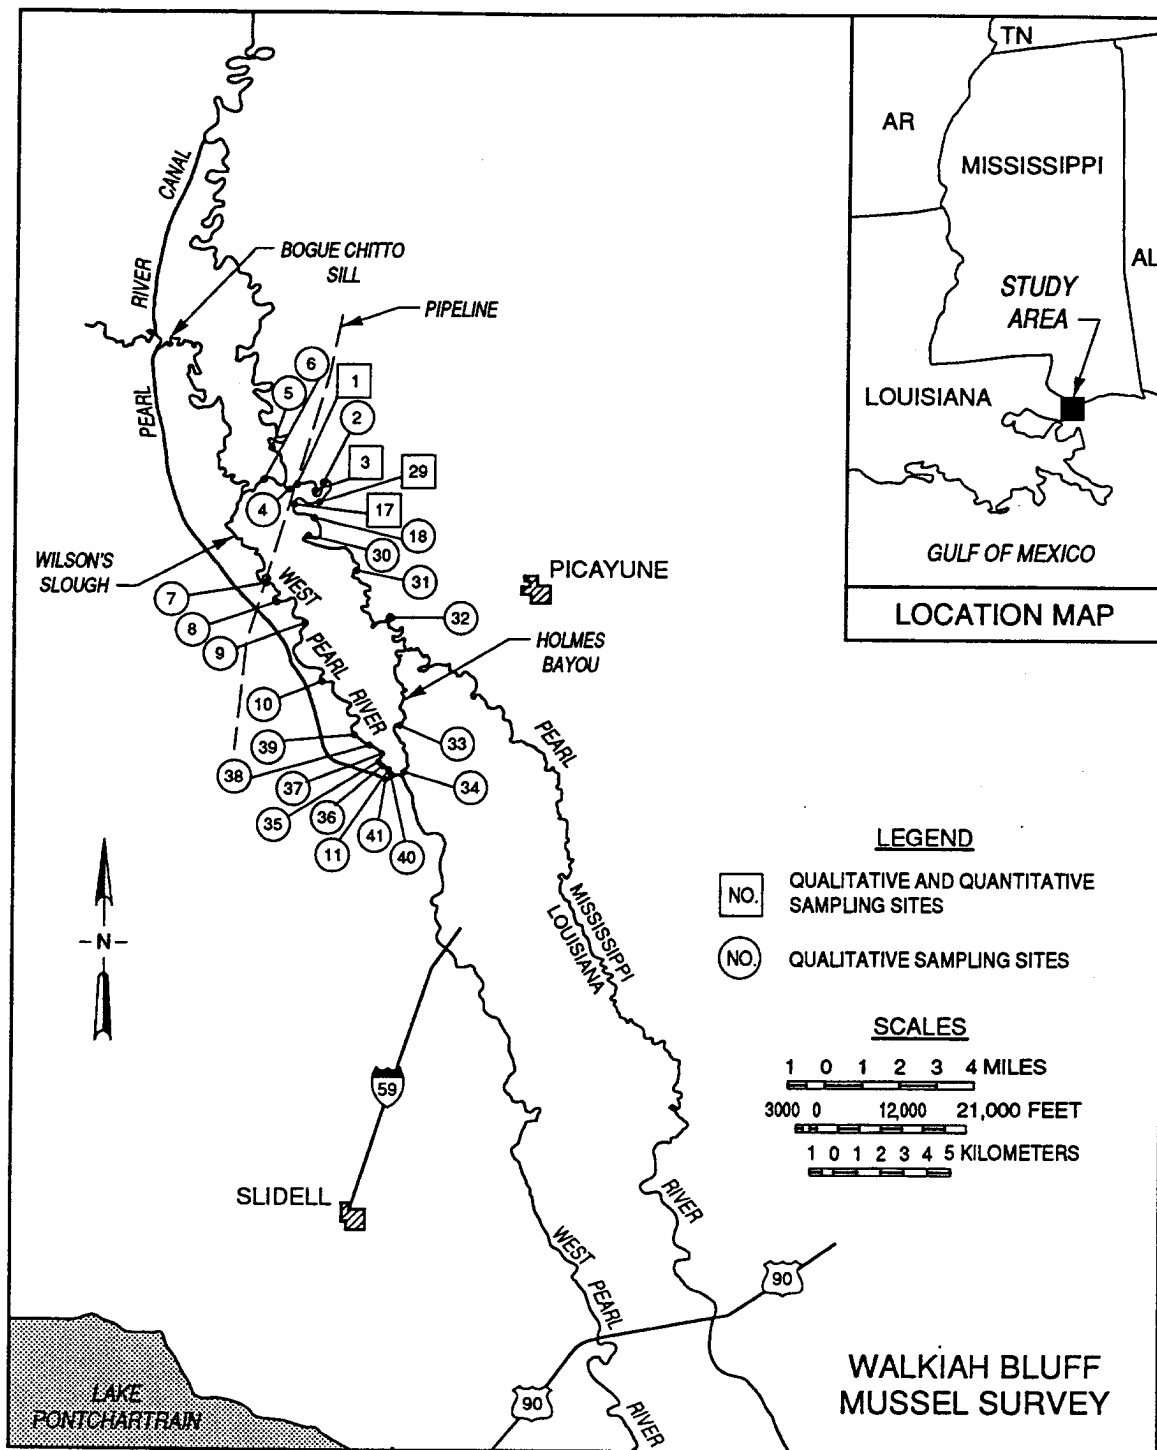 TN
AR
MISSISSIPPI
AL
STUDY
AREA
LOUISIANA
GULF OF MEXICO
LOCATION MAP
CANAL
RIVER
PEARL
BOGUE CHITTO
SILL
PIPELINE
6
1
5
2
3
29
4
17
18
30
WILSON'S
SLOUGH
31
PICAYUNE
7
WEST
8
32
9
PEARL
HOLMES
BAYOU
10
RIVER
39
33
PEARL
38
37
34
35
36
41
11
40
MISSISSIPPI
LOUISIANA
LEGEND
NO.
QUALITATIVE AND QUANTITATIVE
SAMPLING SITES
NO.
QUALITATIVE SAMPLING SITES
-N-
SCALES
1 0 1 2 3 4 MILES
3000 0 12,000 21,000 FEET
1 0 1 2 3 4 5 KILOMETERS
59
SLIDELL
RIVER
WEST
PEARL
90
90
RIVER
LAKE
PONTCHARTRAIN
WALKIAH BLUFF
MUSSEL SURVEY